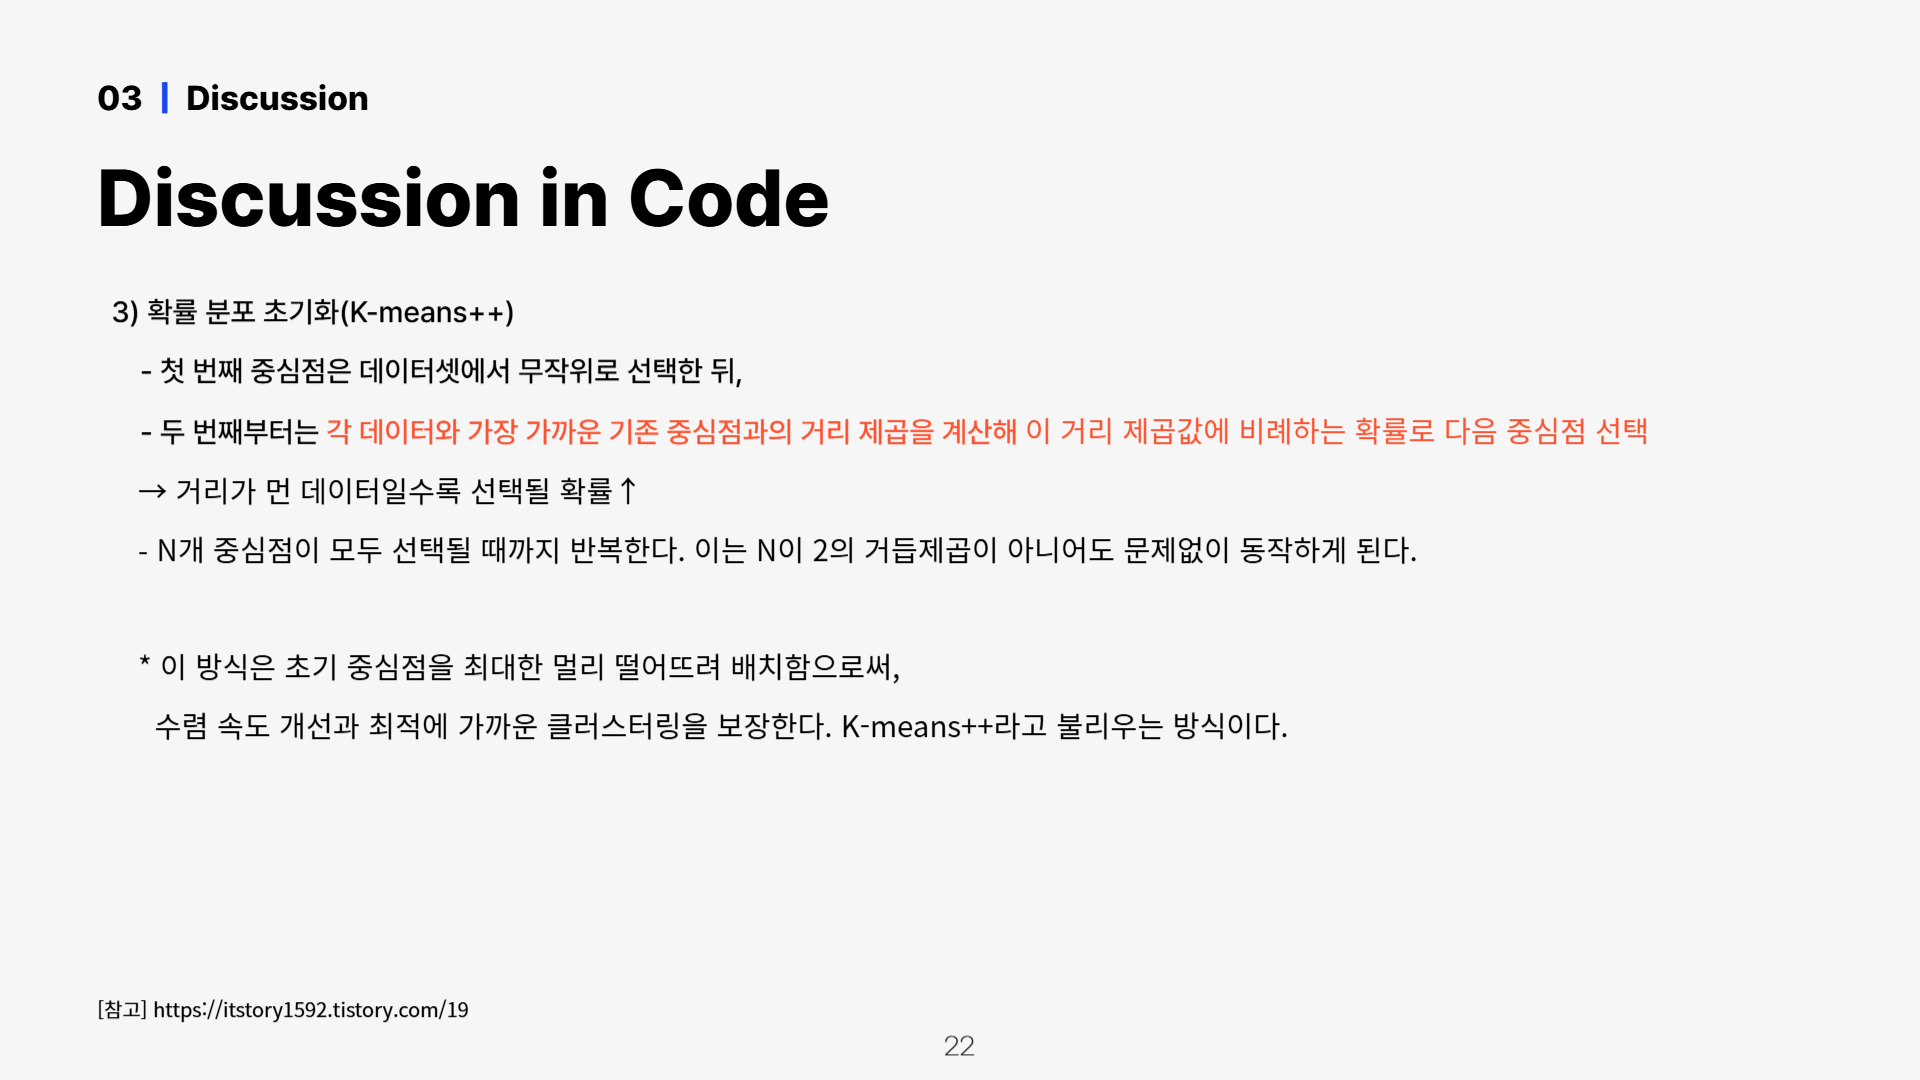 03 | Discussion
Discussion in Code
3) 확률 분포 초기화(K-means++)
- 첫 번째 중심점은 데이터셋에서 무작위로 선택한 뒤,
- 두 번째부터는 각 데이터와 가장 가까운 기존 중심점과의 거리 제곱을 계산해 이 거리 제곱값에 비례하는 확률로 다음 중심점 선택
→ 거리가 먼 데이터일수록 선택될 확률↑
- N개 중심점이 모두 선택될 때까지 반복한다. 이는 N이 2의 거듭제곱이 아니어도 문제없이 동작하게 된다.
* 이 방식은 초기 중심점을 최대한 멀리 떨어뜨려 배치함으로써,
수렴 속도 개선과 최적에 가까운 클러스터링을 보장한다. K-means++라고 불리우는 방식이다.
[참고] https://itstory1592.tistory.com/19
22